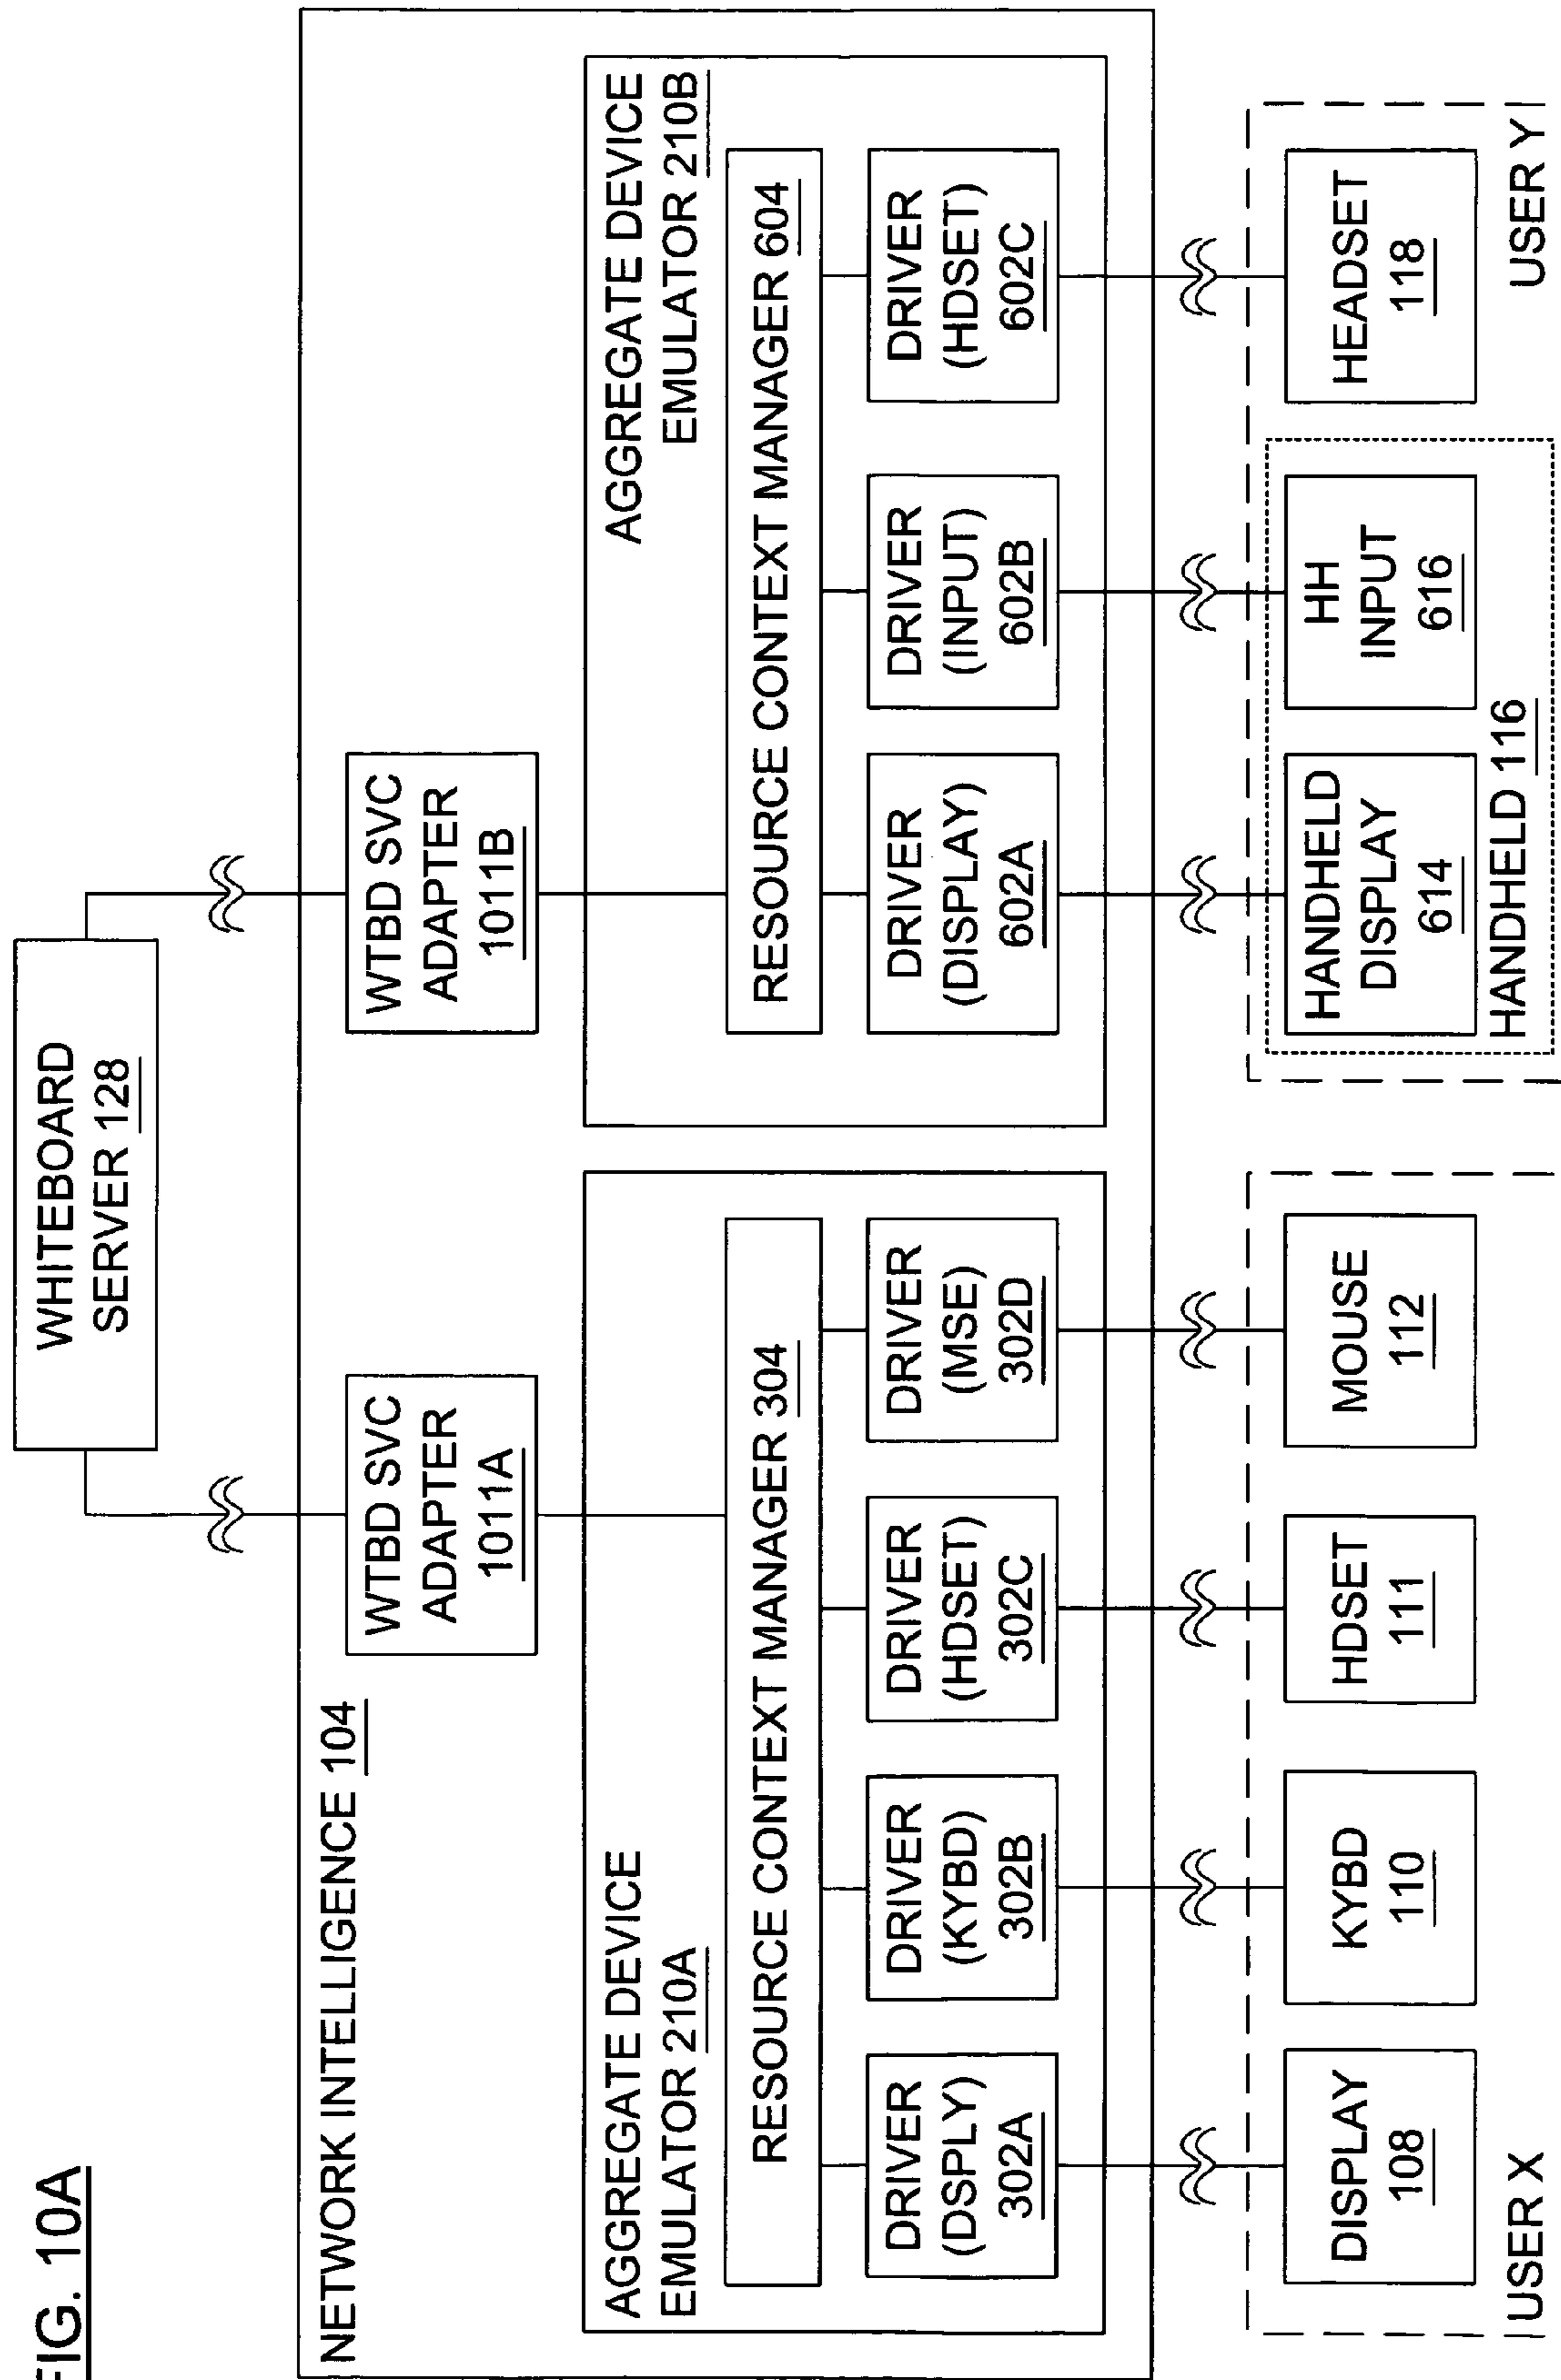 FIG. 10A
WHITEBOARD
SERVER 128
NETWORK INTELLIGENCE 104
WTBD SVC
ADAPTER
1011A
WTBD SVC
ADAPTER
1011B
AGGREGATE DEVICE
EMULATOR 210A
RESOURCE CONTEXT MANAGER 304
DRIVER
(DSPLY)
302A
DRIVER
(KYBD)
302B
DRIVER
(HDSET)
302C
DRIVER
(MSE)
302D
AGGREGATE DEVICE
EMULATOR 210B
RESOURCE CONTEXT MANAGER 604
DRIVER
(DISPLAY)
602A
DRIVER
(INPUT)
602B
DRIVER
(HDSET)
602C
DISPLAY
108
KYBD
110
HDSET
111
MOUSE
112
USER X
HANDHELD
DISPLAY
614
HH
INPUT
616
HANDHELD 116
HEADSET
118
USER Y